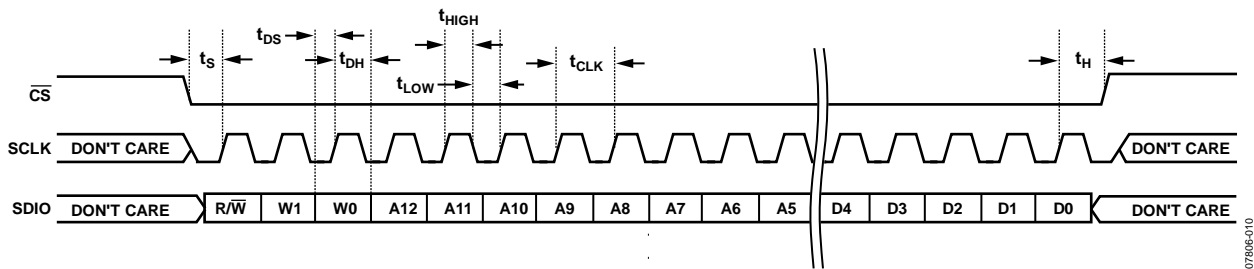 tHIGH
tDS
tS
tDH
tCLK
tH
tLOW
CS
SCLK DON'T CARE DON'T CARE
SDIO DON'T CARE R/W W1 W0 A12 A11 A10 A9 A8 A7 A6 A5 D4 D3 D2 D1 D0 DON'T CARE
07806-010